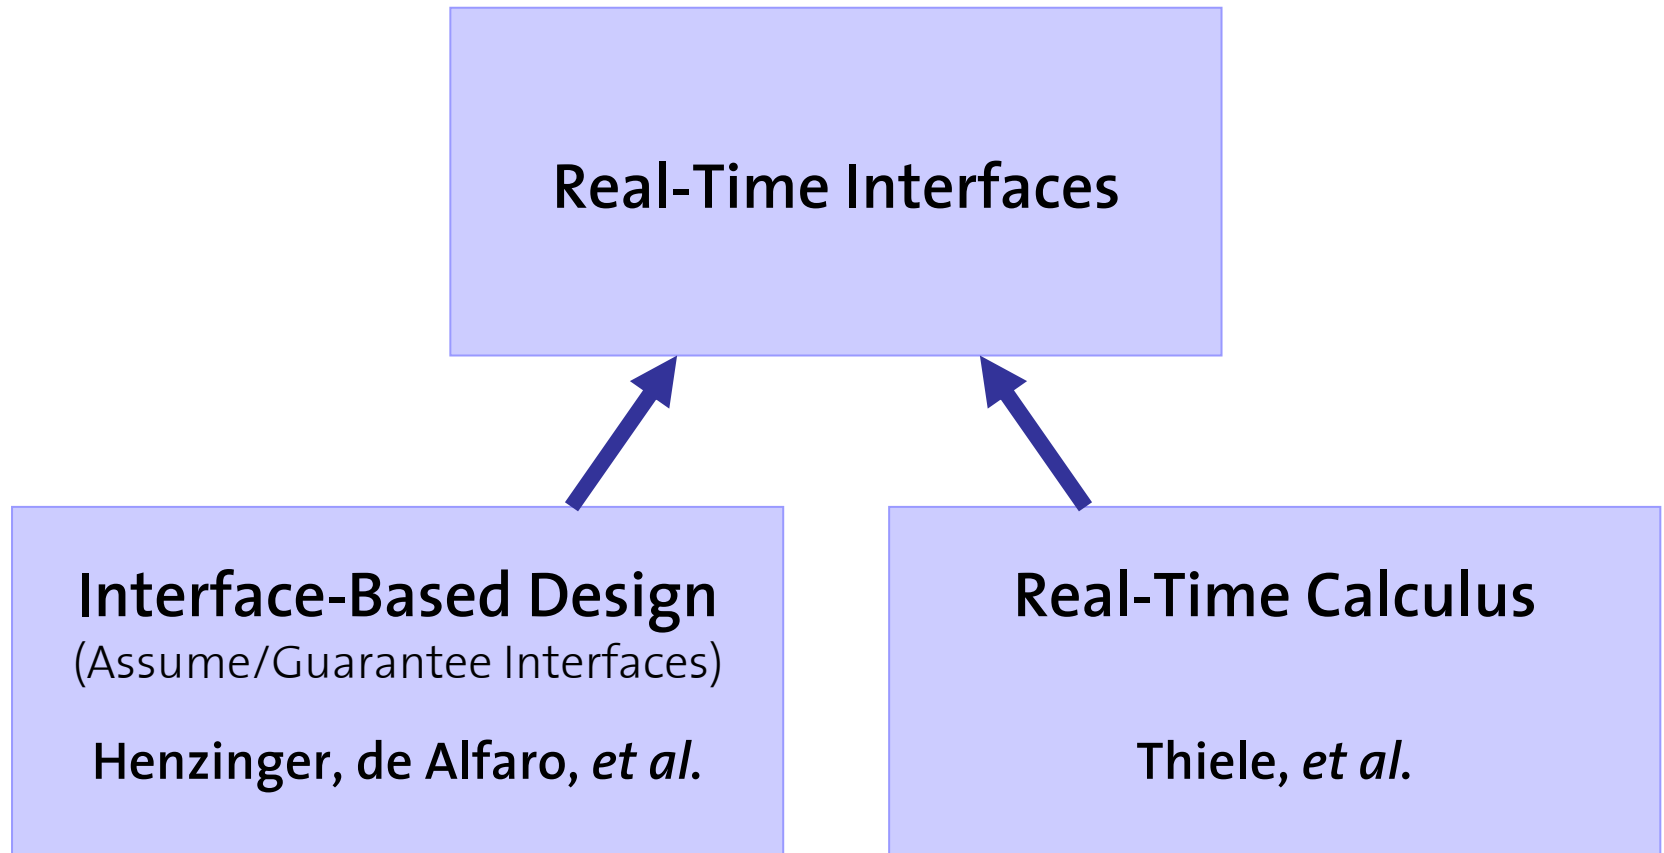 Real-Time Interfaces
Interface-Based Design
(Assume/Guarantee Interfaces)
Henzinger, de Alfaro, et al.
Real-Time Calculus
Thiele, et al.